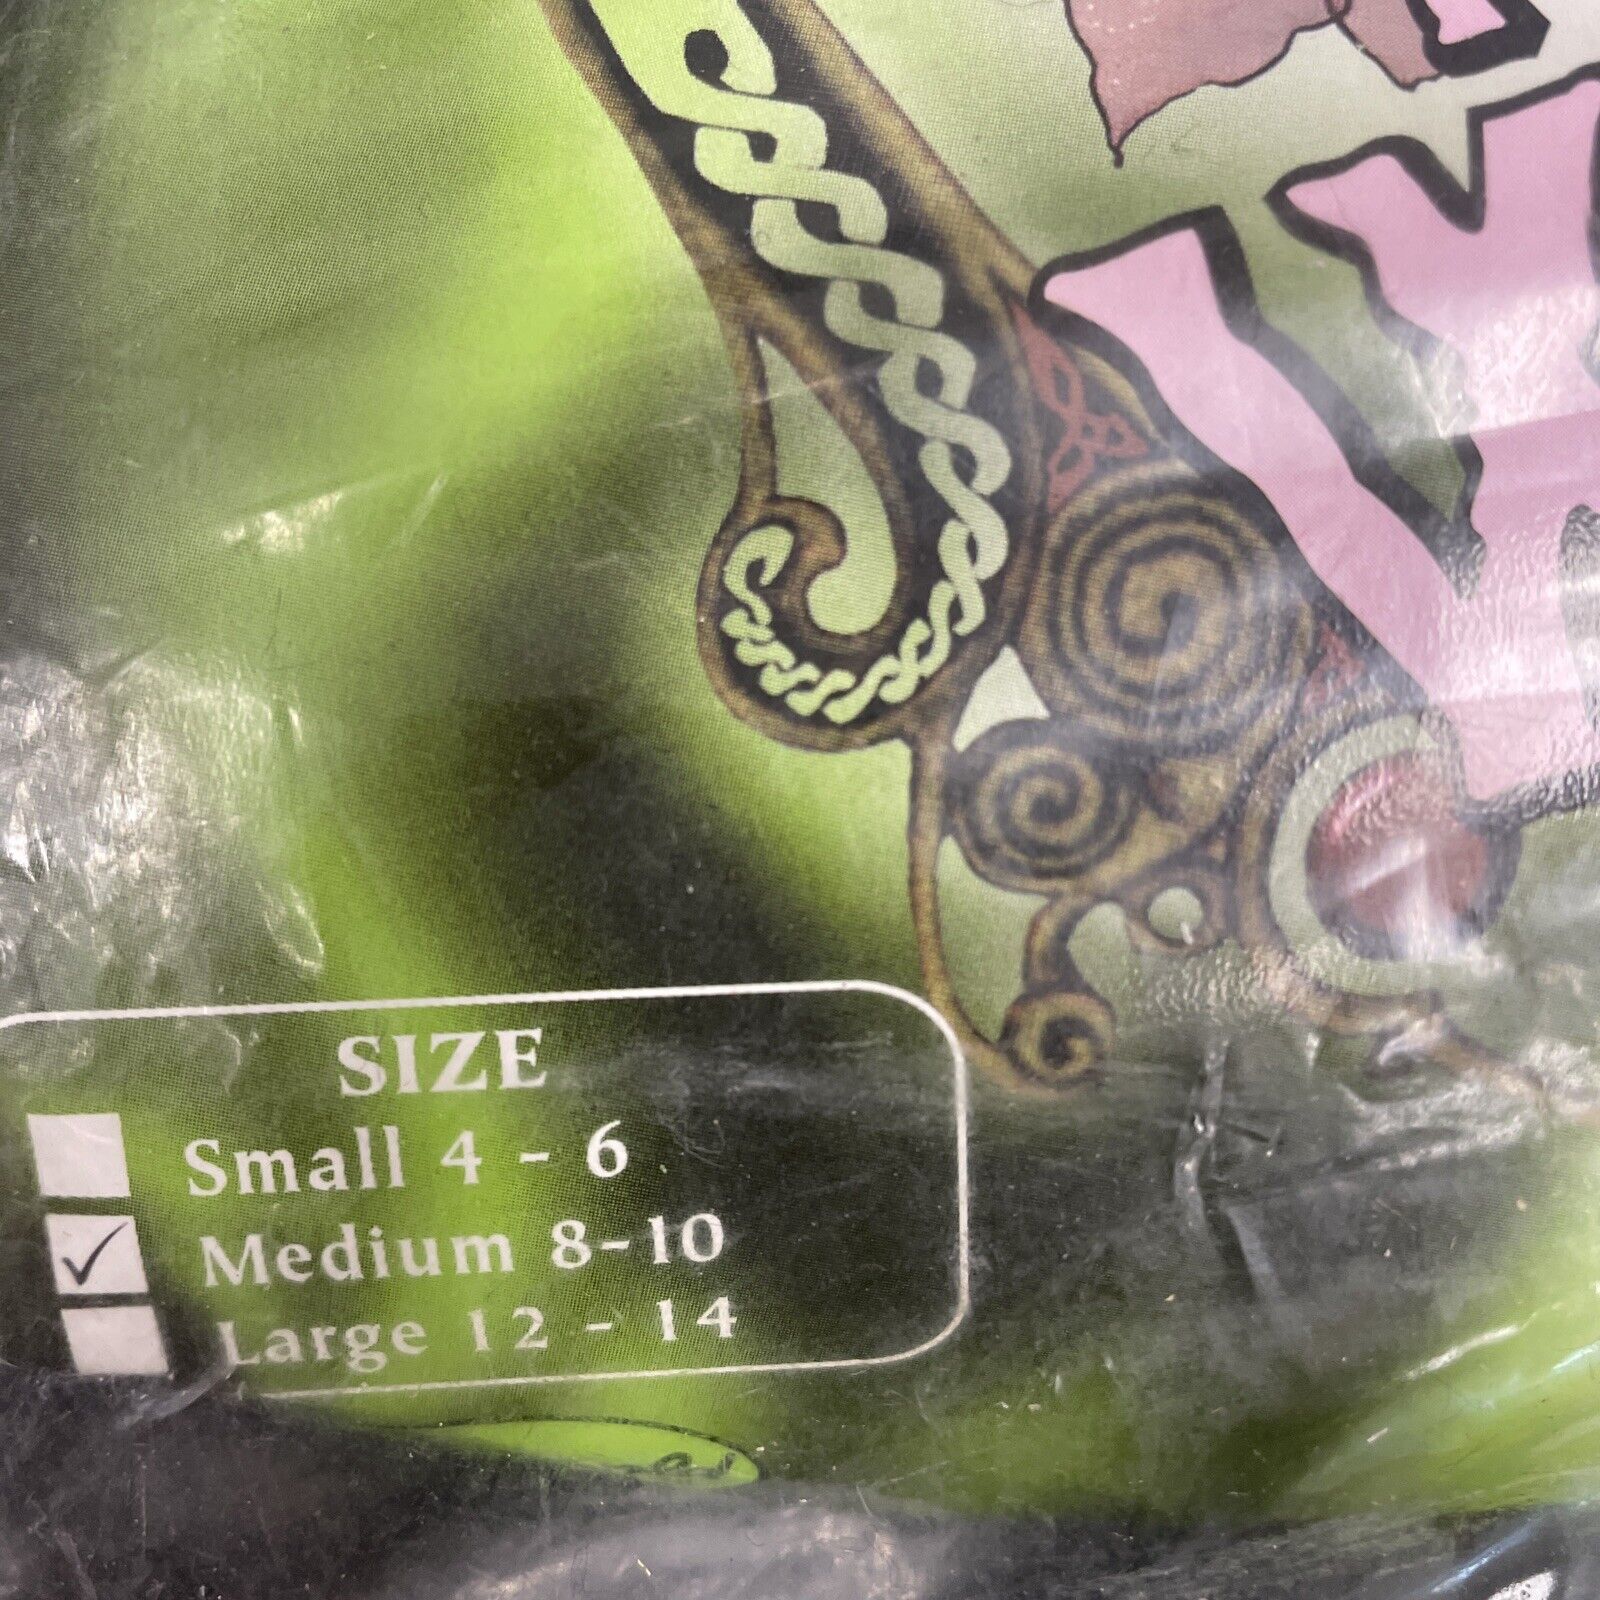 SIZE
Small 4 - 6
Medium 8-10
Large 12 - 14